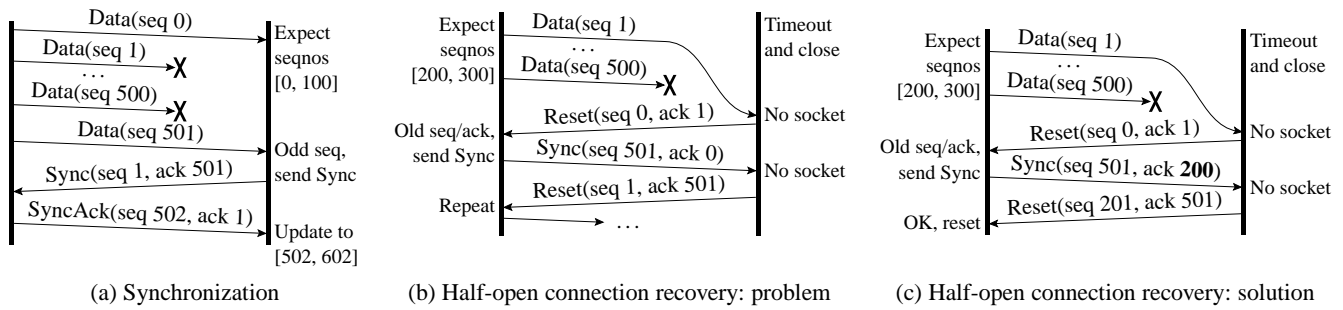 Data(seq 0)
Data(seq 1)
X
...
Data(seq 500)
X
Data(seq 501)
Sync(seq 1, ack 501)
SyncAck(seq 502, ack 1)
Expect
seqnos
[0, 100]
Odd seq,
send Sync
Update to
[502, 602]
(a) Synchronization
Expect
seqnos
[200, 300]
Old seq/ack,
send Sync
Repeat
Data(seq 1)
...
Data(seq 500)
X
Reset(seq 0, ack 1)
Sync(seq 501, ack 0)
Reset(seq 1, ack 501)
...
Timeout
and close
No socket
No socket
(b) Half-open connection recovery: problem
Expect
seqnos
[200, 300]
Old seq/ack,
send Sync
OK, reset
Data(seq 1)
...
Data(seq 500)
X
Reset(seq 0, ack 1)
Sync(seq 501, ack 200)
Reset(seq 201, ack 501)
Timeout
and close
No socket
No socket
(c) Half-open connection recovery: solution